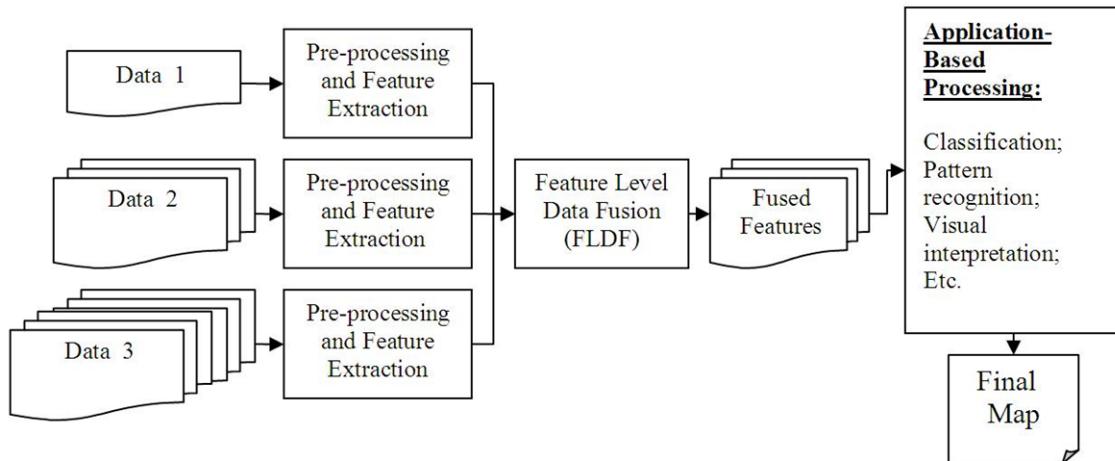 Data 1
Pre-processing
and Feature
Extraction
Data 2
Pre-processing
and Feature
Extraction
Data 3
Pre-processing
and Feature
Extraction
Feature Level
Data Fusion
(FLDF)
Fused
Features
Application-
Based
Processing:
Classification;
Pattern
recognition;
Visual
interpretation;
Etc.
Final
Map